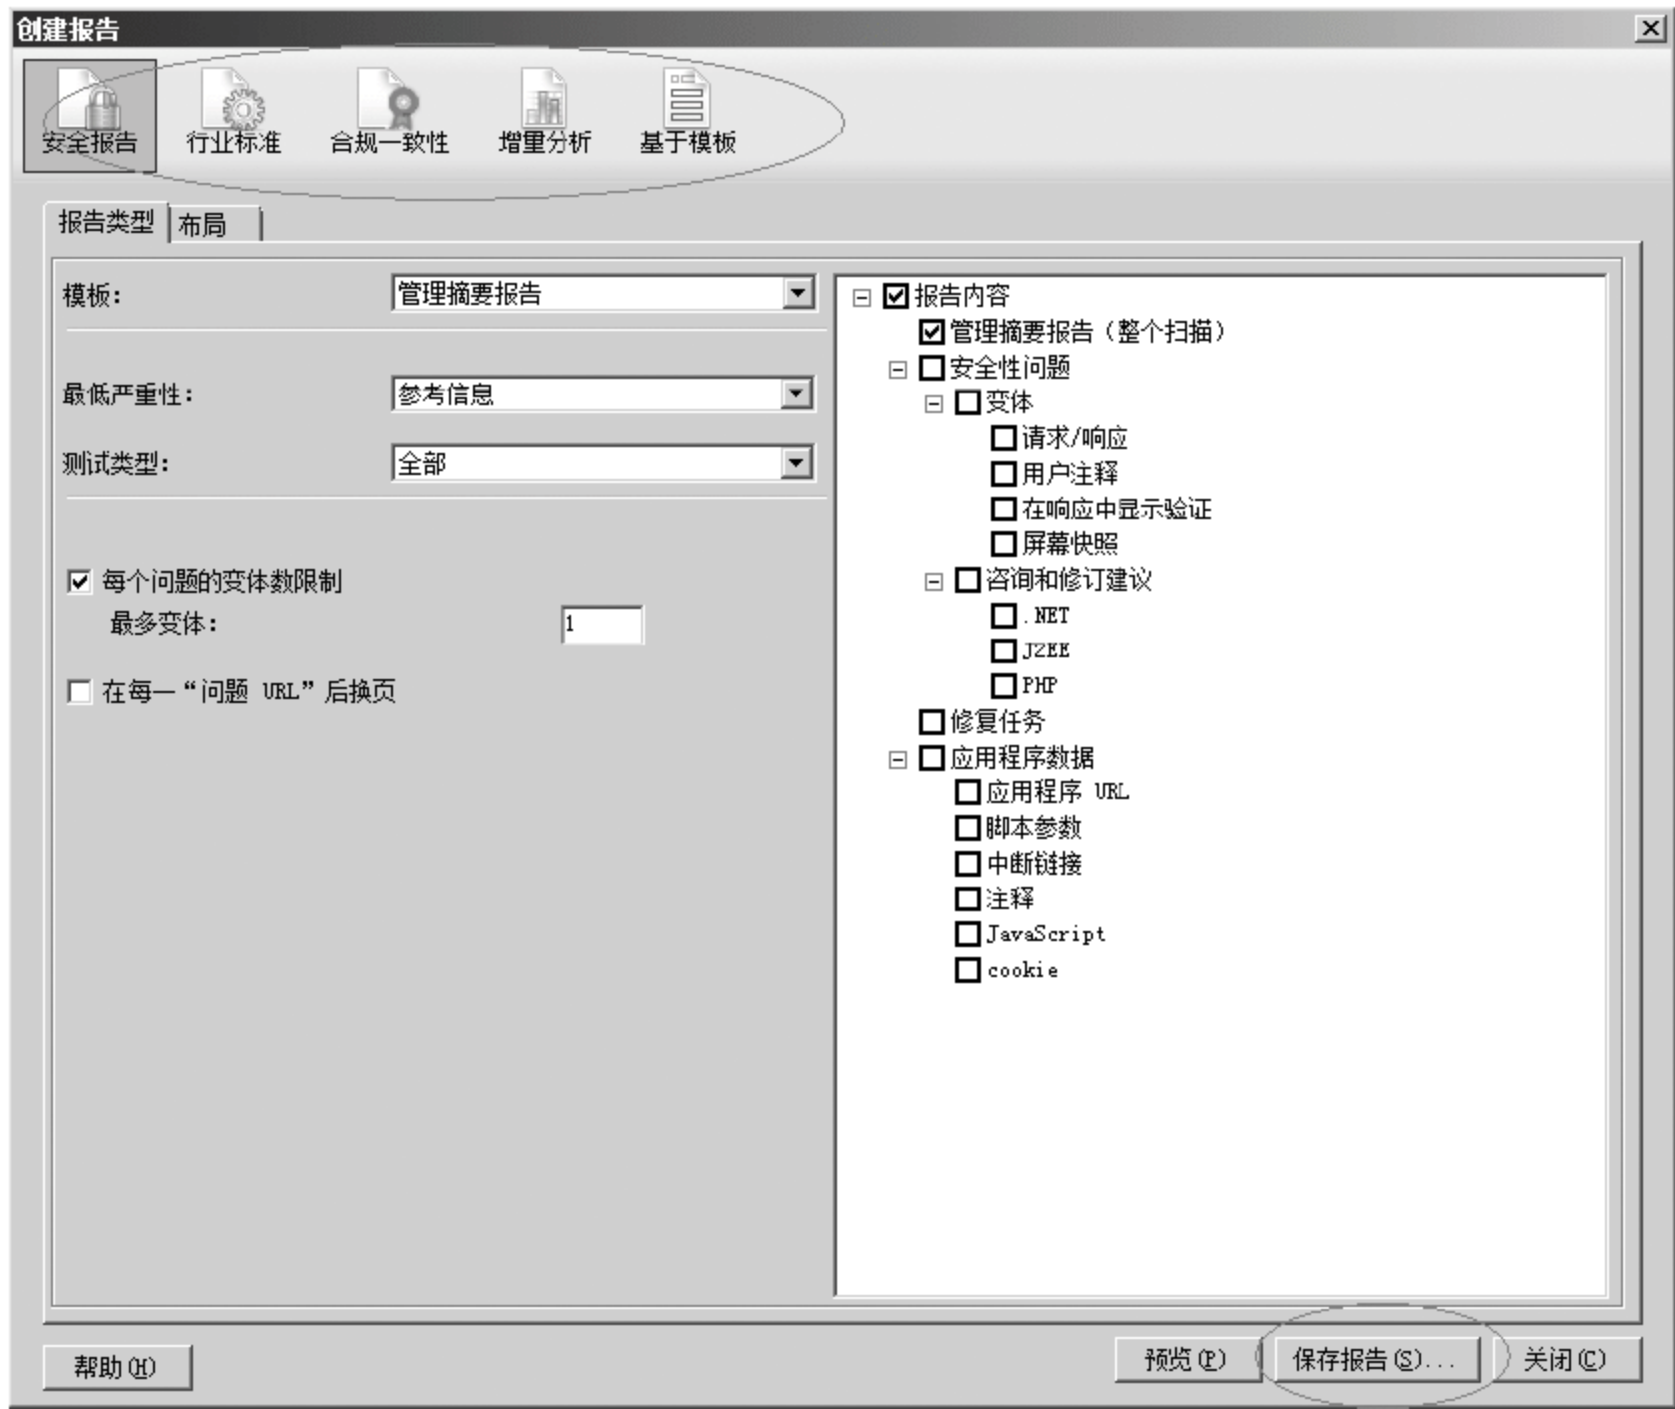 创建报告
安全报告 行业标准 合规一致性 增量分析 基于模板
报告类型 布局
模板： 管理摘要报告
最低严重性： 参考信息
测试类型： 全部
每个问题的变体数限制
最多变体： 1
在每一“问题 URL”后换页
报告内容
管理摘要报告（整个扫描）
安全性问题
变体
请求/响应
用户注释
在响应中显示验证
屏幕快照
咨询和修订建议
.NET
J2EE
PHP
修复任务
应用程序数据
应用程序 URL
脚本参数
中断链接
注释
JavaScript
cookie
帮助(H) 预览(P) 保存报告(S)... 关闭(C)